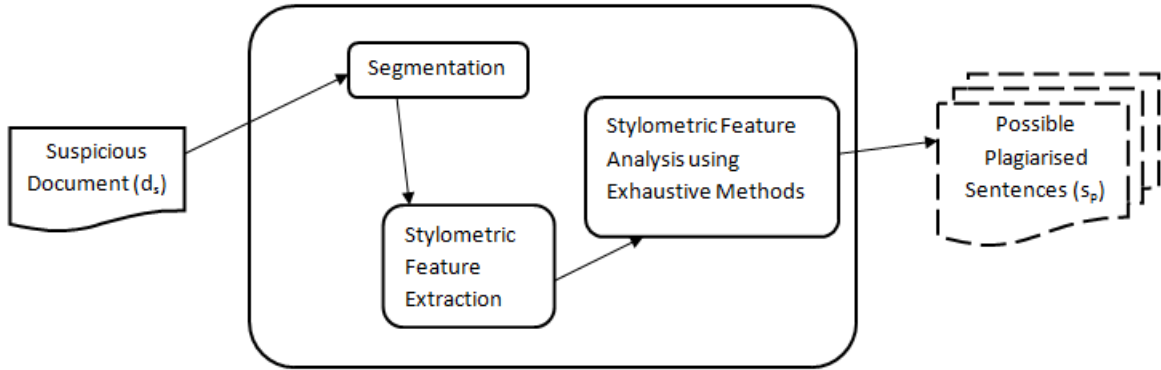 Suspicious
Document (dₛ)
Segmentation
Stylometric
Feature
Extraction
Stylometric Feature
Analysis using
Exhaustive Methods
Possible
Plagiarised
Sentences (sₚ)